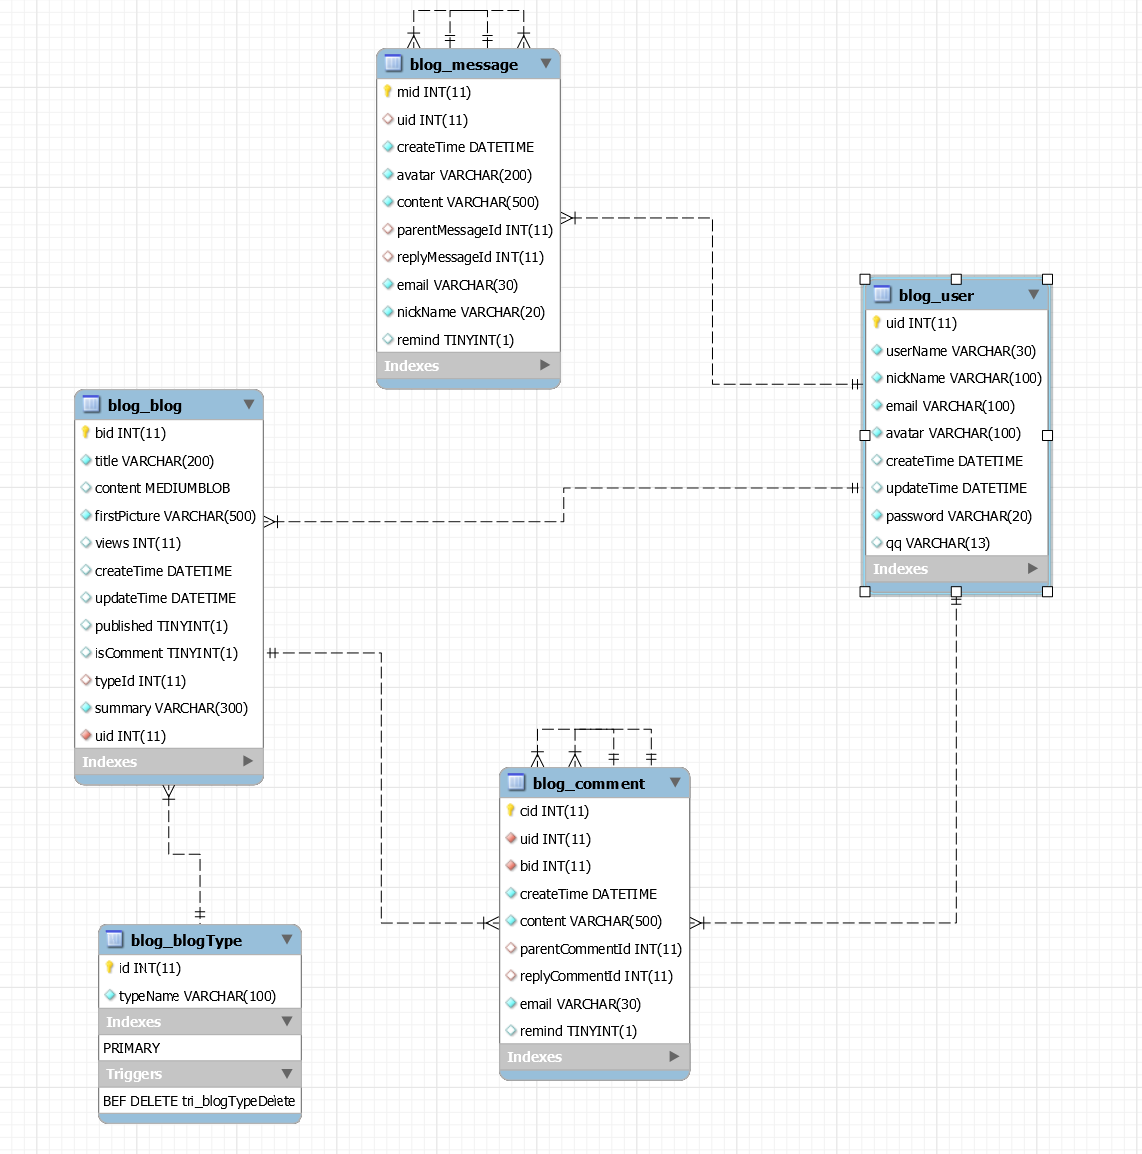 blog_message
mid INT(11)
uid INT(11)
createTime DATETIME
avatar VARCHAR(200)
content VARCHAR(500)
parentMessageId INT(11)
replyMessageId INT(11)
email VARCHAR(30)
nickName VARCHAR(20)
remind TINYINT(1)
Indexes
blog_user
uid INT(11)
userName VARCHAR(30)
nickName VARCHAR(100)
email VARCHAR(100)
avatar VARCHAR(100)
createTime DATETIME
updateTime DATETIME
password VARCHAR(20)
qq VARCHAR(13)
Indexes
blog_blog
bid INT(11)
title VARCHAR(200)
content MEDIUMBLOB
firstPicture VARCHAR(500)
views INT(11)
createTime DATETIME
updateTime DATETIME
published TINYINT(1)
isComment TINYINT(1)
typeId INT(11)
summary VARCHAR(300)
uid INT(11)
Indexes
blog_comment
cid INT(11)
uid INT(11)
bid INT(11)
createTime DATETIME
content VARCHAR(500)
parentCommentId INT(11)
replyCommentId INT(11)
email VARCHAR(30)
remind TINYINT(1)
Indexes
blog_blogType
id INT(11)
typeName VARCHAR(100)
Indexes
PRIMARY
Triggers
BEF DELETE tri_blogTypeDelete